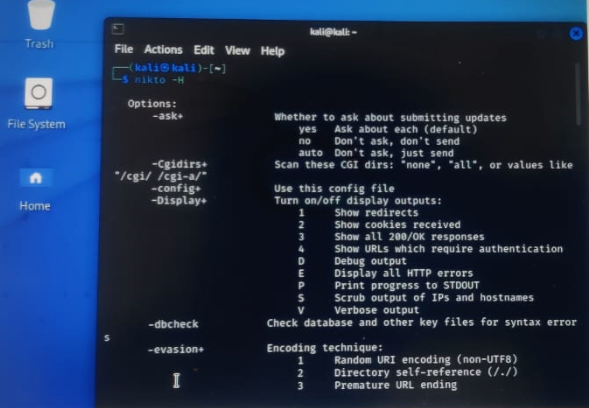 Trash
File System
Home
kali@kali: ~
File Actions Edit View Help
(kali㉿kali)-[~]
$ nikto -H
Options:
-ask+ Whether to ask about submitting updates
yes Ask about each (default)
no Don't ask, don't send
auto Don't ask, just send
-Cgidirs+ Scan these CGI dirs: "none", "all", or values like
"/cgi/ /cgi-a/"
-config+ Use this config file
-Display+ Turn on/off display outputs:
1 Show redirects
2 Show cookies received
3 Show all 200/OK responses
4 Show URLs which require authentication
D Debug output
E Display all HTTP errors
P Print progress to STDOUT
S Scrub output of IPs and hostnames
V Verbose output
-dbcheck Check database and other key files for syntax error
s
-evasion+ Encoding technique:
1 Random URI encoding (non-UTF8)
2 Directory self-reference (/./)
3 Premature URL ending